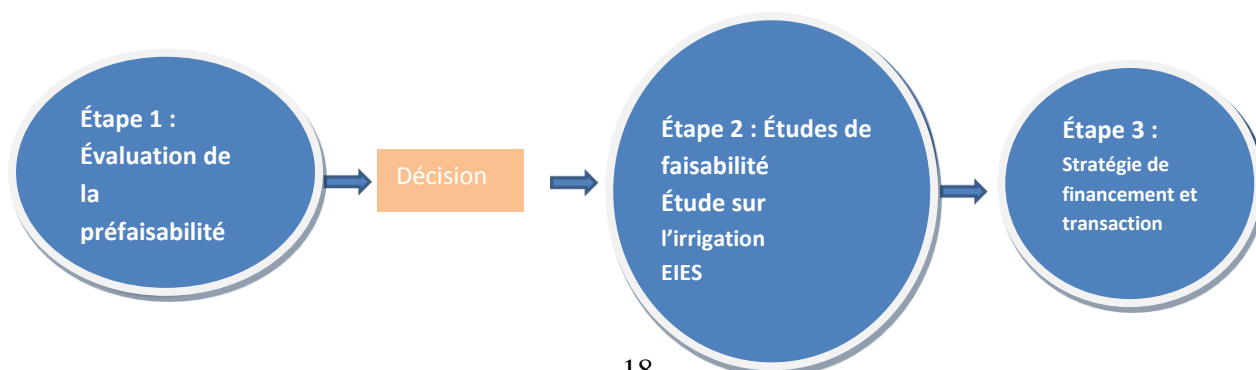 Étape 1 :
Évaluation de
la
préfaisabilité
Décision
Étape 2 : Études de
faisabilité
Étude sur
l’irrigation
EIES
Étape 3 :
Stratégie de
financement et
transaction
18